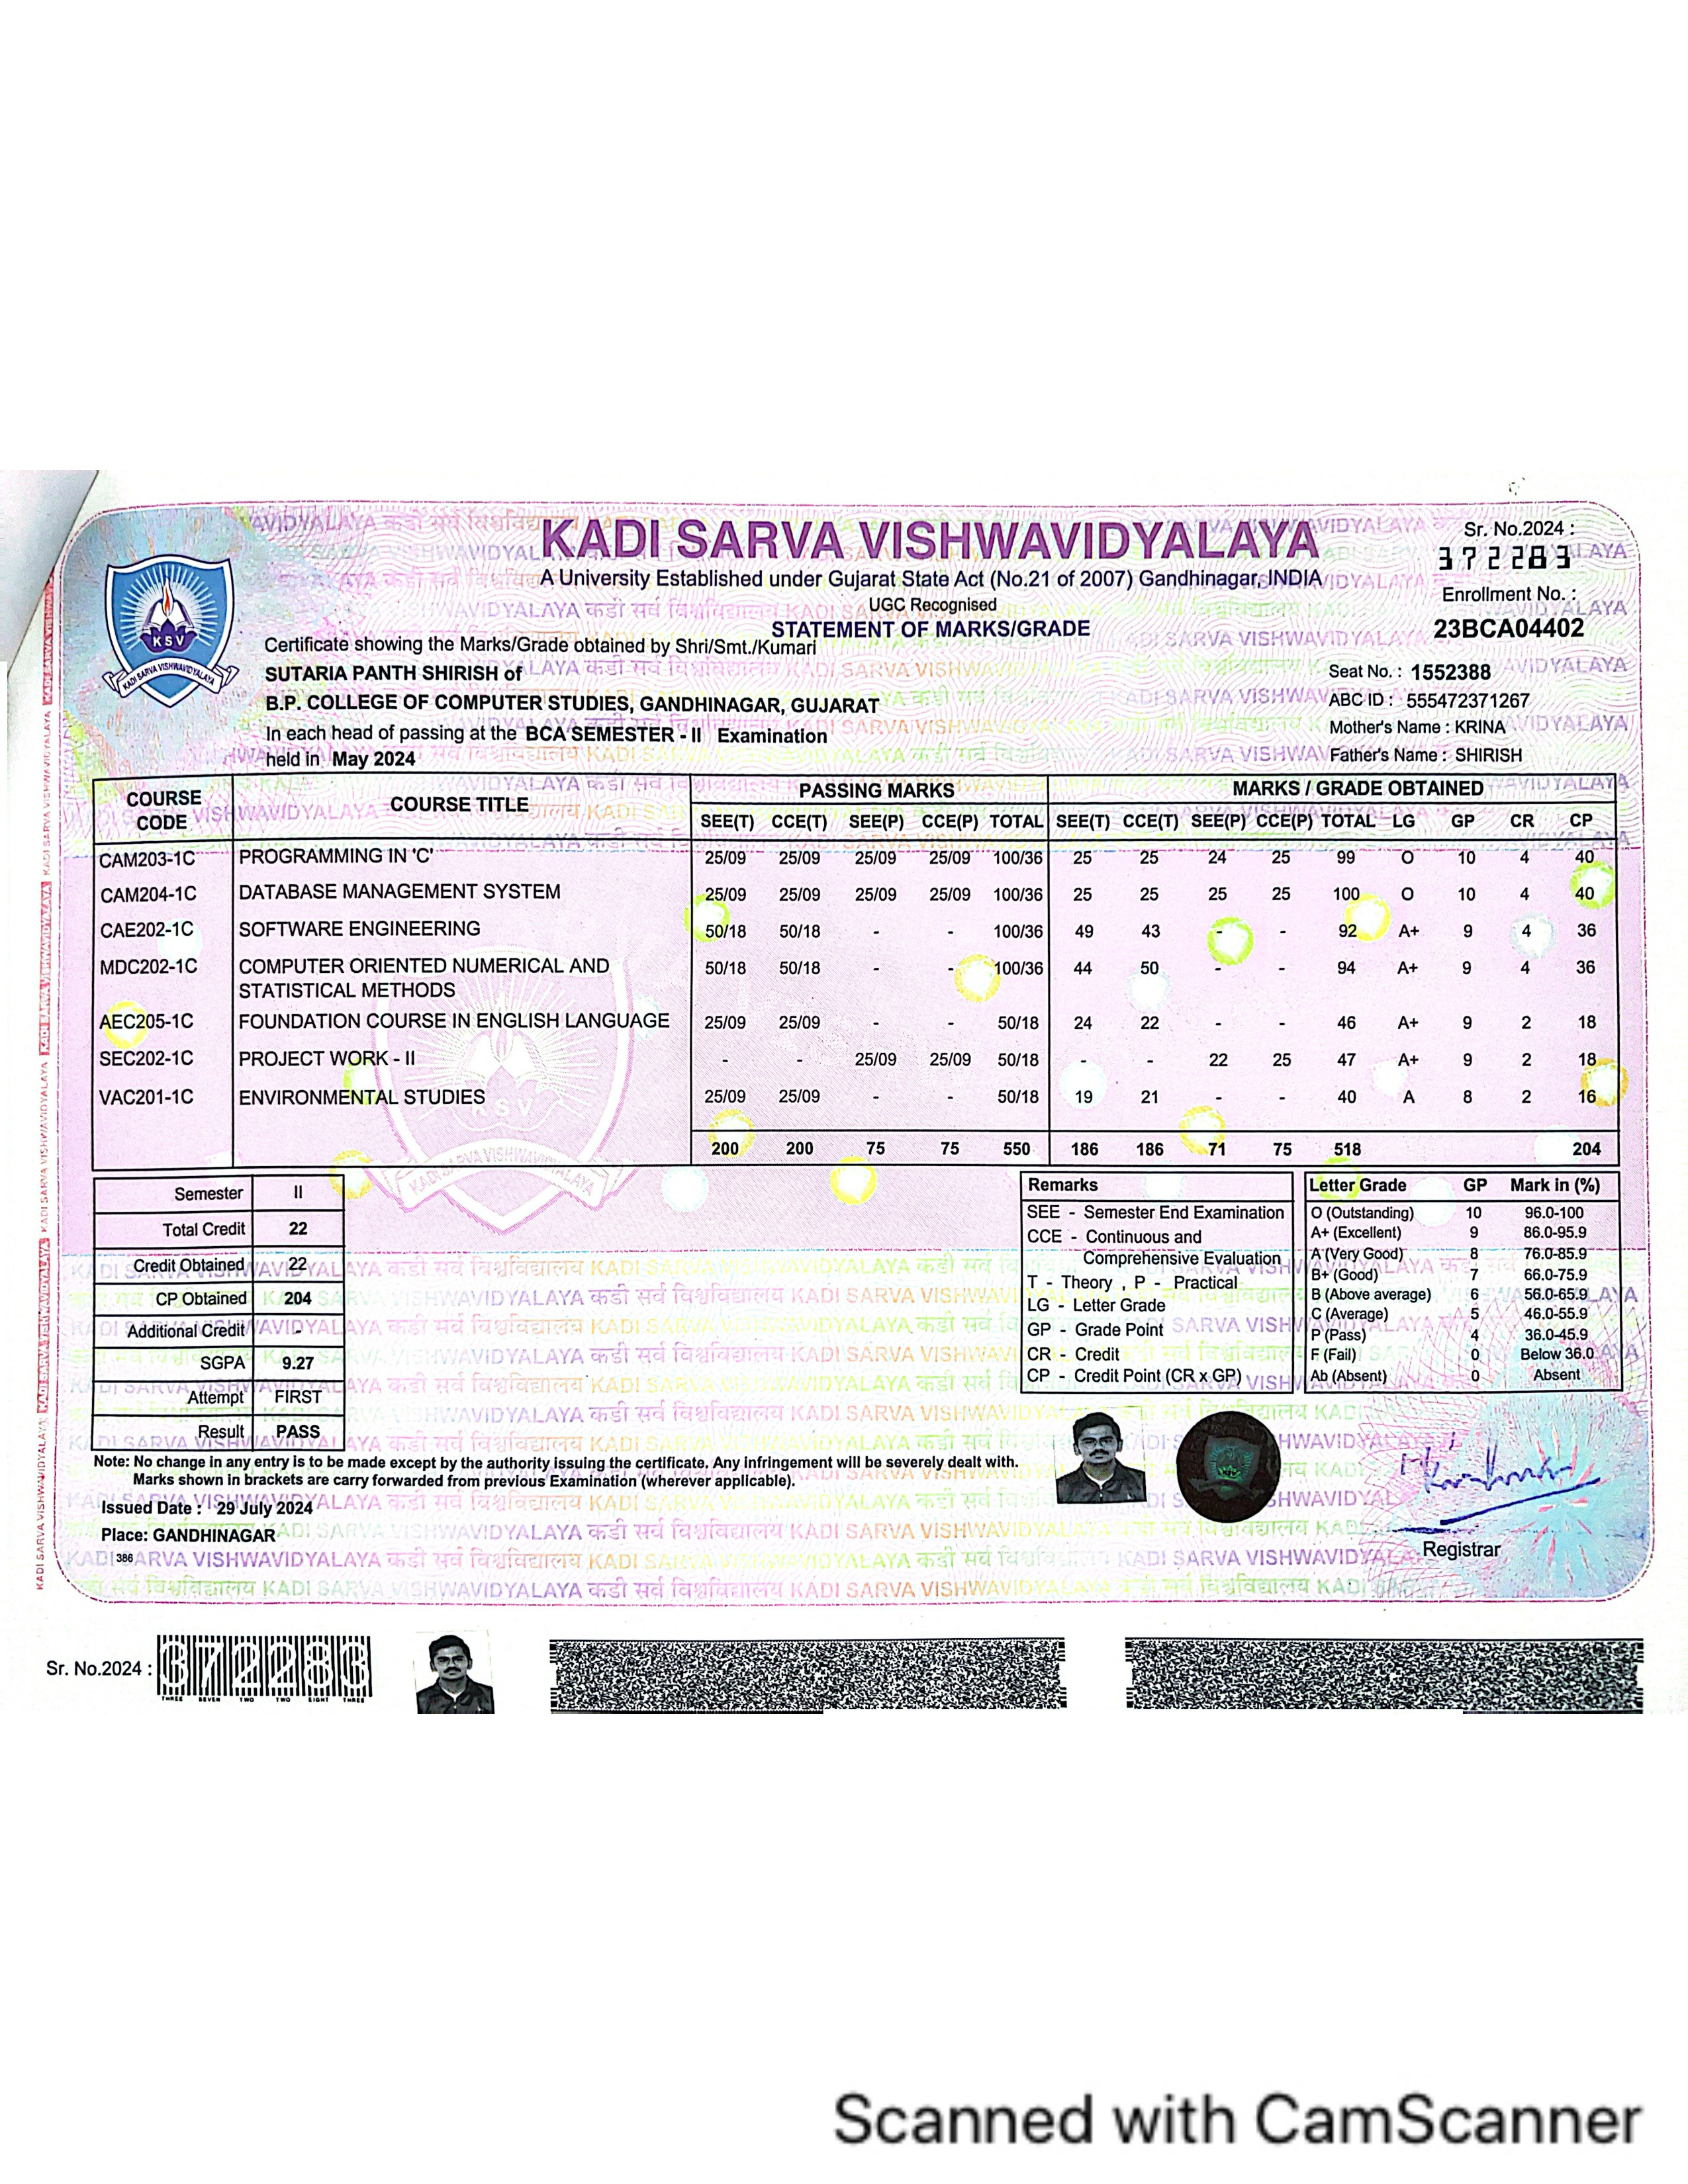 KADI SARVA VISHWAVIDYALAYA
A University Established under Gujarat State Act (No.21 of 2007) Gandhinagar, INDIA
UGC Recognised
STATEMENT OF MARKS/GRADE
Sr. No.2024 :
372283
Enrollment No. :
23BCA04402
KSV
KADI SARVA VISHWAVIDYALAYA
Certificate showing the Marks/Grade obtained by Shri/Smt./Kumari
SUTARIA PANTH SHIRISH of
B.P. COLLEGE OF COMPUTER STUDIES, GANDHINAGAR, GUJARAT
In each head of passing at the BCA SEMESTER - II Examination
held in May 2024
Seat No. : 1552388
ABC ID : 555472371267
Mother's Name : KRINA
Father's Name : SHIRISH
COURSE CODE COURSE TITLE PASSING MARKS MARKS / GRADE OBTAINED
SEE(T) CCE(T) SEE(P) CCE(P) TOTAL SEE(T) CCE(T) SEE(P) CCE(P) TOTAL LG GP CR CP
CAM203-1C PROGRAMMING IN 'C' 25/09 25/09 25/09 25/09 100/36 25 25 24 25 99 O 10 4 40
CAM204-1C DATABASE MANAGEMENT SYSTEM 25/09 25/09 25/09 25/09 100/36 25 25 25 25 100 O 10 4 40
CAE202-1C SOFTWARE ENGINEERING 50/18 50/18 - - 100/36 49 43 - - 92 A+ 9 4 36
MDC202-1C COMPUTER ORIENTED NUMERICAL AND 50/18 50/18 - - 100/36 44 50 - - 94 A+ 9 4 36
STATISTICAL METHODS
AEC205-1C FOUNDATION COURSE IN ENGLISH LANGUAGE 25/09 25/09 - - 50/18 24 22 - - 46 A+ 9 2 18
SEC202-1C PROJECT WORK - II - - 25/09 25/09 50/18 - - 22 25 47 A+ 9 2 18
VAC201-1C ENVIRONMENTAL STUDIES 25/09 25/09 - - 50/18 19 21 - - 40 A 8 2 16
200 200 75 75 550 186 186 71 75 518 204
Semester II
Total Credit 22
Credit Obtained 22
CP Obtained 204
Additional Credit -
SGPA 9.27
Attempt FIRST
Result PASS
Remarks
SEE - Semester End Examination
CCE - Continuous and
Comprehensive Evaluation
T - Theory , P - Practical
LG - Letter Grade
GP - Grade Point
CR - Credit
CP - Credit Point (CR x GP)
Letter Grade GP Mark in (%)
O (Outstanding) 10 96.0-100
A+ (Excellent) 9 86.0-95.9
A (Very Good) 8 76.0-85.9
B+ (Good) 7 66.0-75.9
B (Above average) 6 56.0-65.9
C (Average) 5 46.0-55.9
P (Pass) 4 36.0-45.9
F (Fail) 0 Below 36.0
Ab (Absent) 0 Absent
Note: No change in any entry is to be made except by the authority issuing the certificate. Any infringement will be severely dealt with.
Marks shown in brackets are carry forwarded from previous Examination (wherever applicable).
Issued Date : 29 July 2024
Place: GANDHINAGAR
386
Registrar
Sr. No.2024 : 372283
THREE SEVEN TWO TWO EIGHT THREE
Scanned with CamScanner